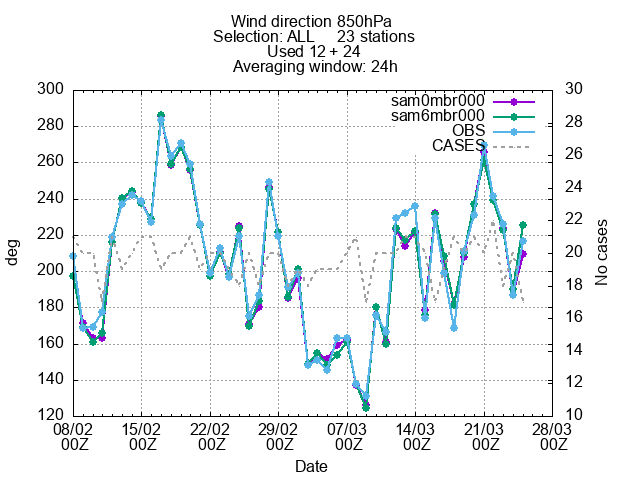 Wind direction 850hPa
Selection: ALL 23 stations
Used 12 + 24
Averaging window: 24h
300 30
sam0mbr000
280 28
sam6mbr000
OBS
260 26
CASES
240 24
220 22
200 20
180 18
160 16
140 14
120 10
12
deg
No cases
08/02 15/02 22/02 29/02 07/03 14/03 21/03 28/03
00Z 00Z 00Z 00Z 00Z 00Z 00Z 00Z
Date